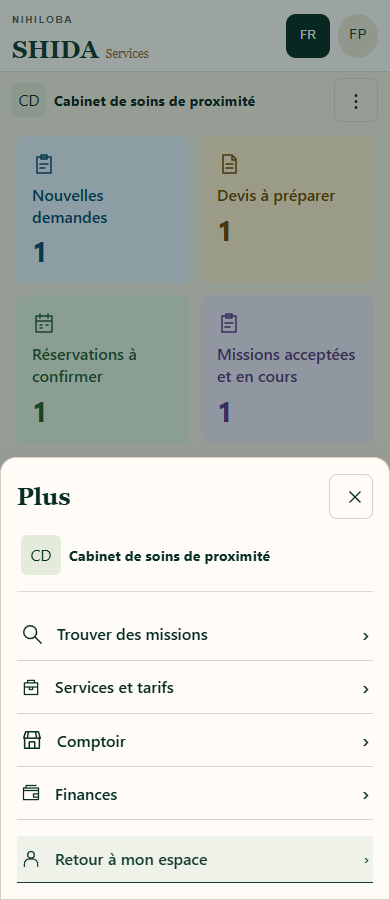 NIHILOBA
SHIDA Services
FR
FP
CD
Cabinet de soins de proximité
Nouvelles
demandes
1
Devis à préparer
1
Réservations à
confirmer
1
Missions acceptées
et en cours
1
Plus
CD
Cabinet de soins de proximité
Trouver des missions
Services et tarifs
Comptoir
Finances
Retour à mon espace